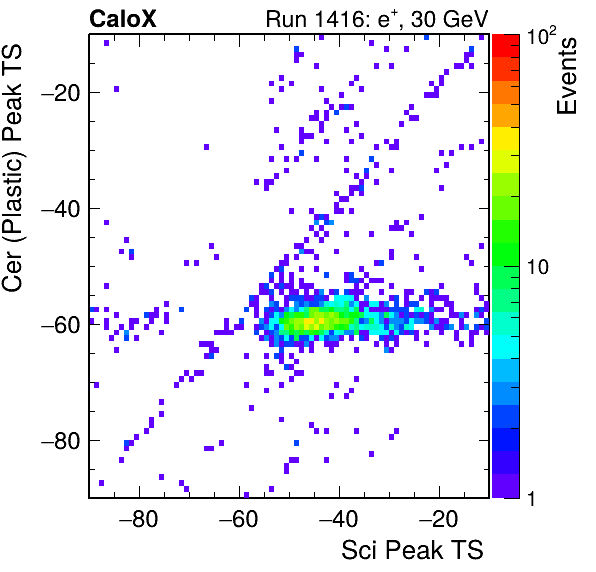 CaloX Run 1416: e⁺, 30 GeV
Cer (Plastic) Peak TS
−20
−40
−60
−80
−80 −60 −40 −20
Sci Peak TS
10²
10
1
Events